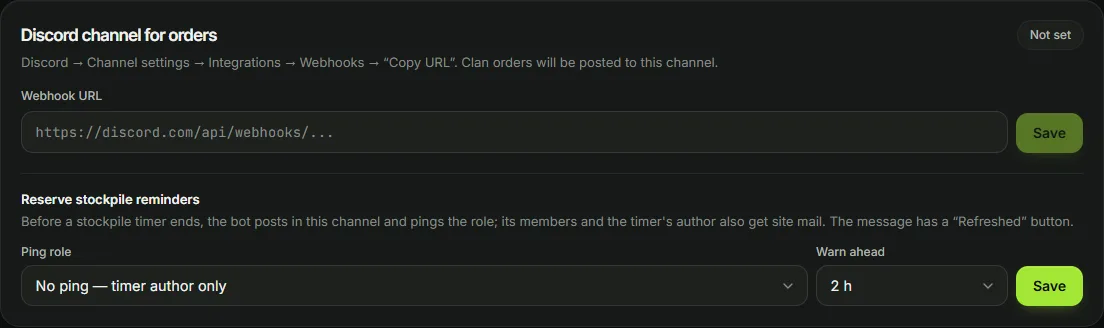 Discord channel for orders
Not set
Discord → Channel settings → Integrations → Webhooks → “Copy URL”. Clan orders will be posted to this channel.
Webhook URL
https://discord.com/api/webhooks/...
Save
Reserve stockpile reminders
Before a stockpile timer ends, the bot posts in this channel and pings the role; its members and the timer's author also get site mail. The message has a “Refreshed” button.
Ping role
Warn ahead
No ping — timer author only
2 h
Save